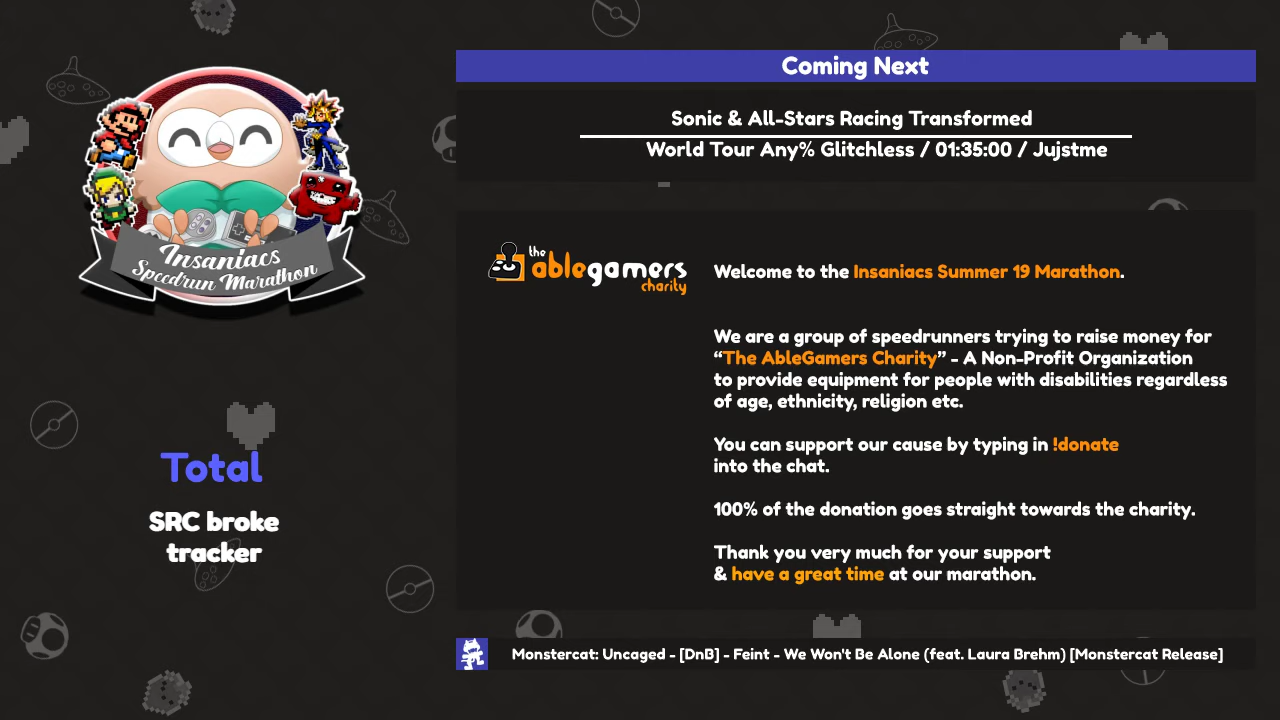 Insaniacs
Speedrun Marathon
Total
SRC broke
tracker
Coming Next
Sonic & All-Stars Racing Transformed
World Tour Any% Glitchless / 01:35:00 / Jujstme
the
ablegamers
charity
Welcome to the Insaniacs Summer 19 Marathon.
We are a group of speedrunners trying to raise money for
“The AbleGamers Charity” - A Non-Profit Organization
to provide equipment for people with disabilities regardless
of age, ethnicity, religion etc.
You can support our cause by typing in !donate
into the chat.
100% of the donation goes straight towards the charity.
Thank you very much for your support
& have a great time at our marathon.
Monstercat: Uncaged - [DnB] - Feint - We Won't Be Alone (feat. Laura Brehm) [Monstercat Release]